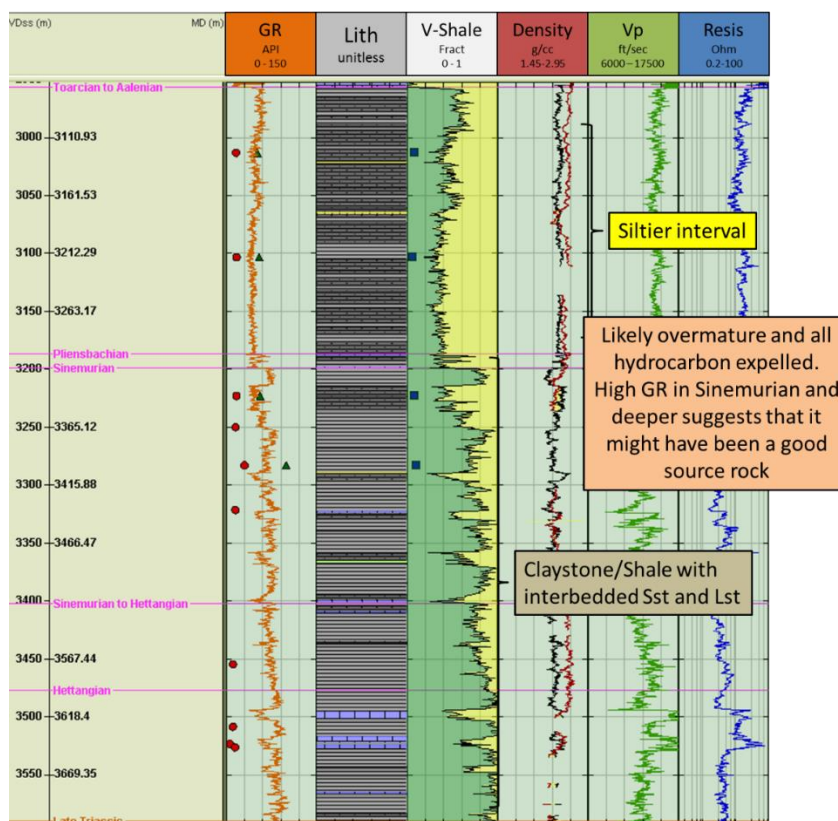 VDss (m) MD (m)
GR
API
0 - 150
Lith
unitless
V-Shale
Fract
0 - 1
Density
g/cc
1.45-2.95
Vp
ft/sec
6000–17500
Resis
Ohm
0.2-100
Toarcian to Aalenian
3000 3110.93
3050 3161.53
Siltier interval
3100 3212.29
3150 3263.17
Likely overmature and all
hydrocarbon expelled.
High GR in Sinemurian and
deeper suggests that it
might have been a good
source rock
Pliensbachian
Sinemurian
3200
3250 3365.12
3300 3415.88
3350 3466.47
Claystone/Shale with
interbedded Sst and Lst
3400
Sinemurian to Hettangian
3450 3567.44
Hettangian
3500 3618.4
3550 3669.35
Late Triassic